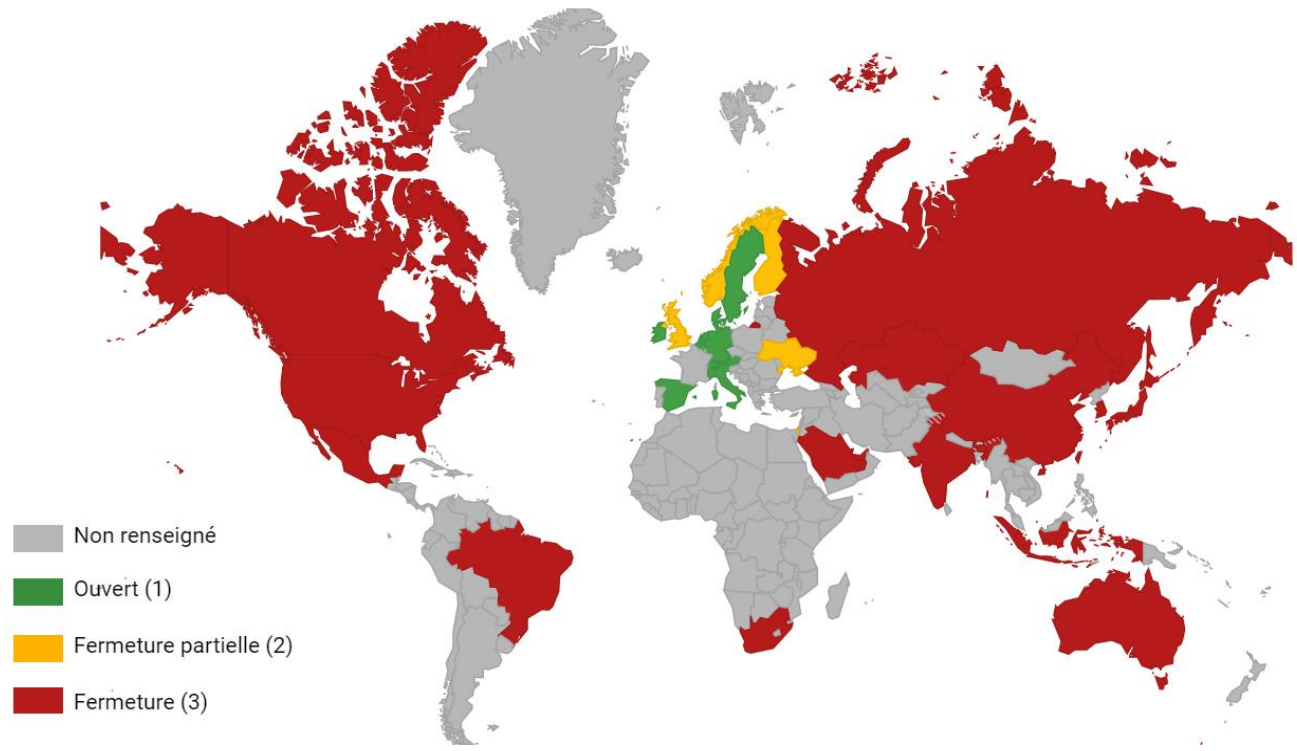 Non renseigné
Ouvert (1)
Fermeture partielle (2)
Fermeture (3)